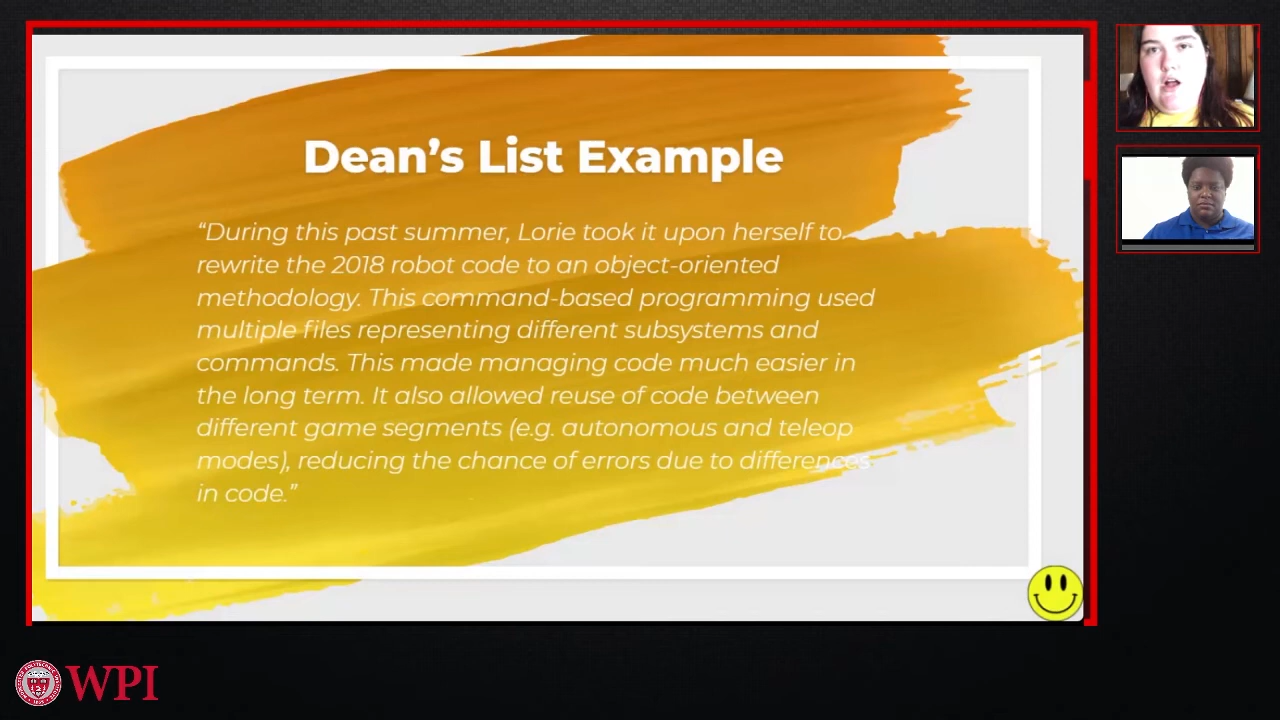 Dean’s List Example
“During this past summer, Lorie took it upon herself to
rewrite the 2018 robot code to an object-oriented
methodology. This command-based programming used
multiple files representing different subsystems and
commands. This made managing code much easier in
the long term. It also allowed reuse of code between
different game segments (e.g. autonomous and teleop
modes), reducing the chance of errors due to differences
in code.”
WPI